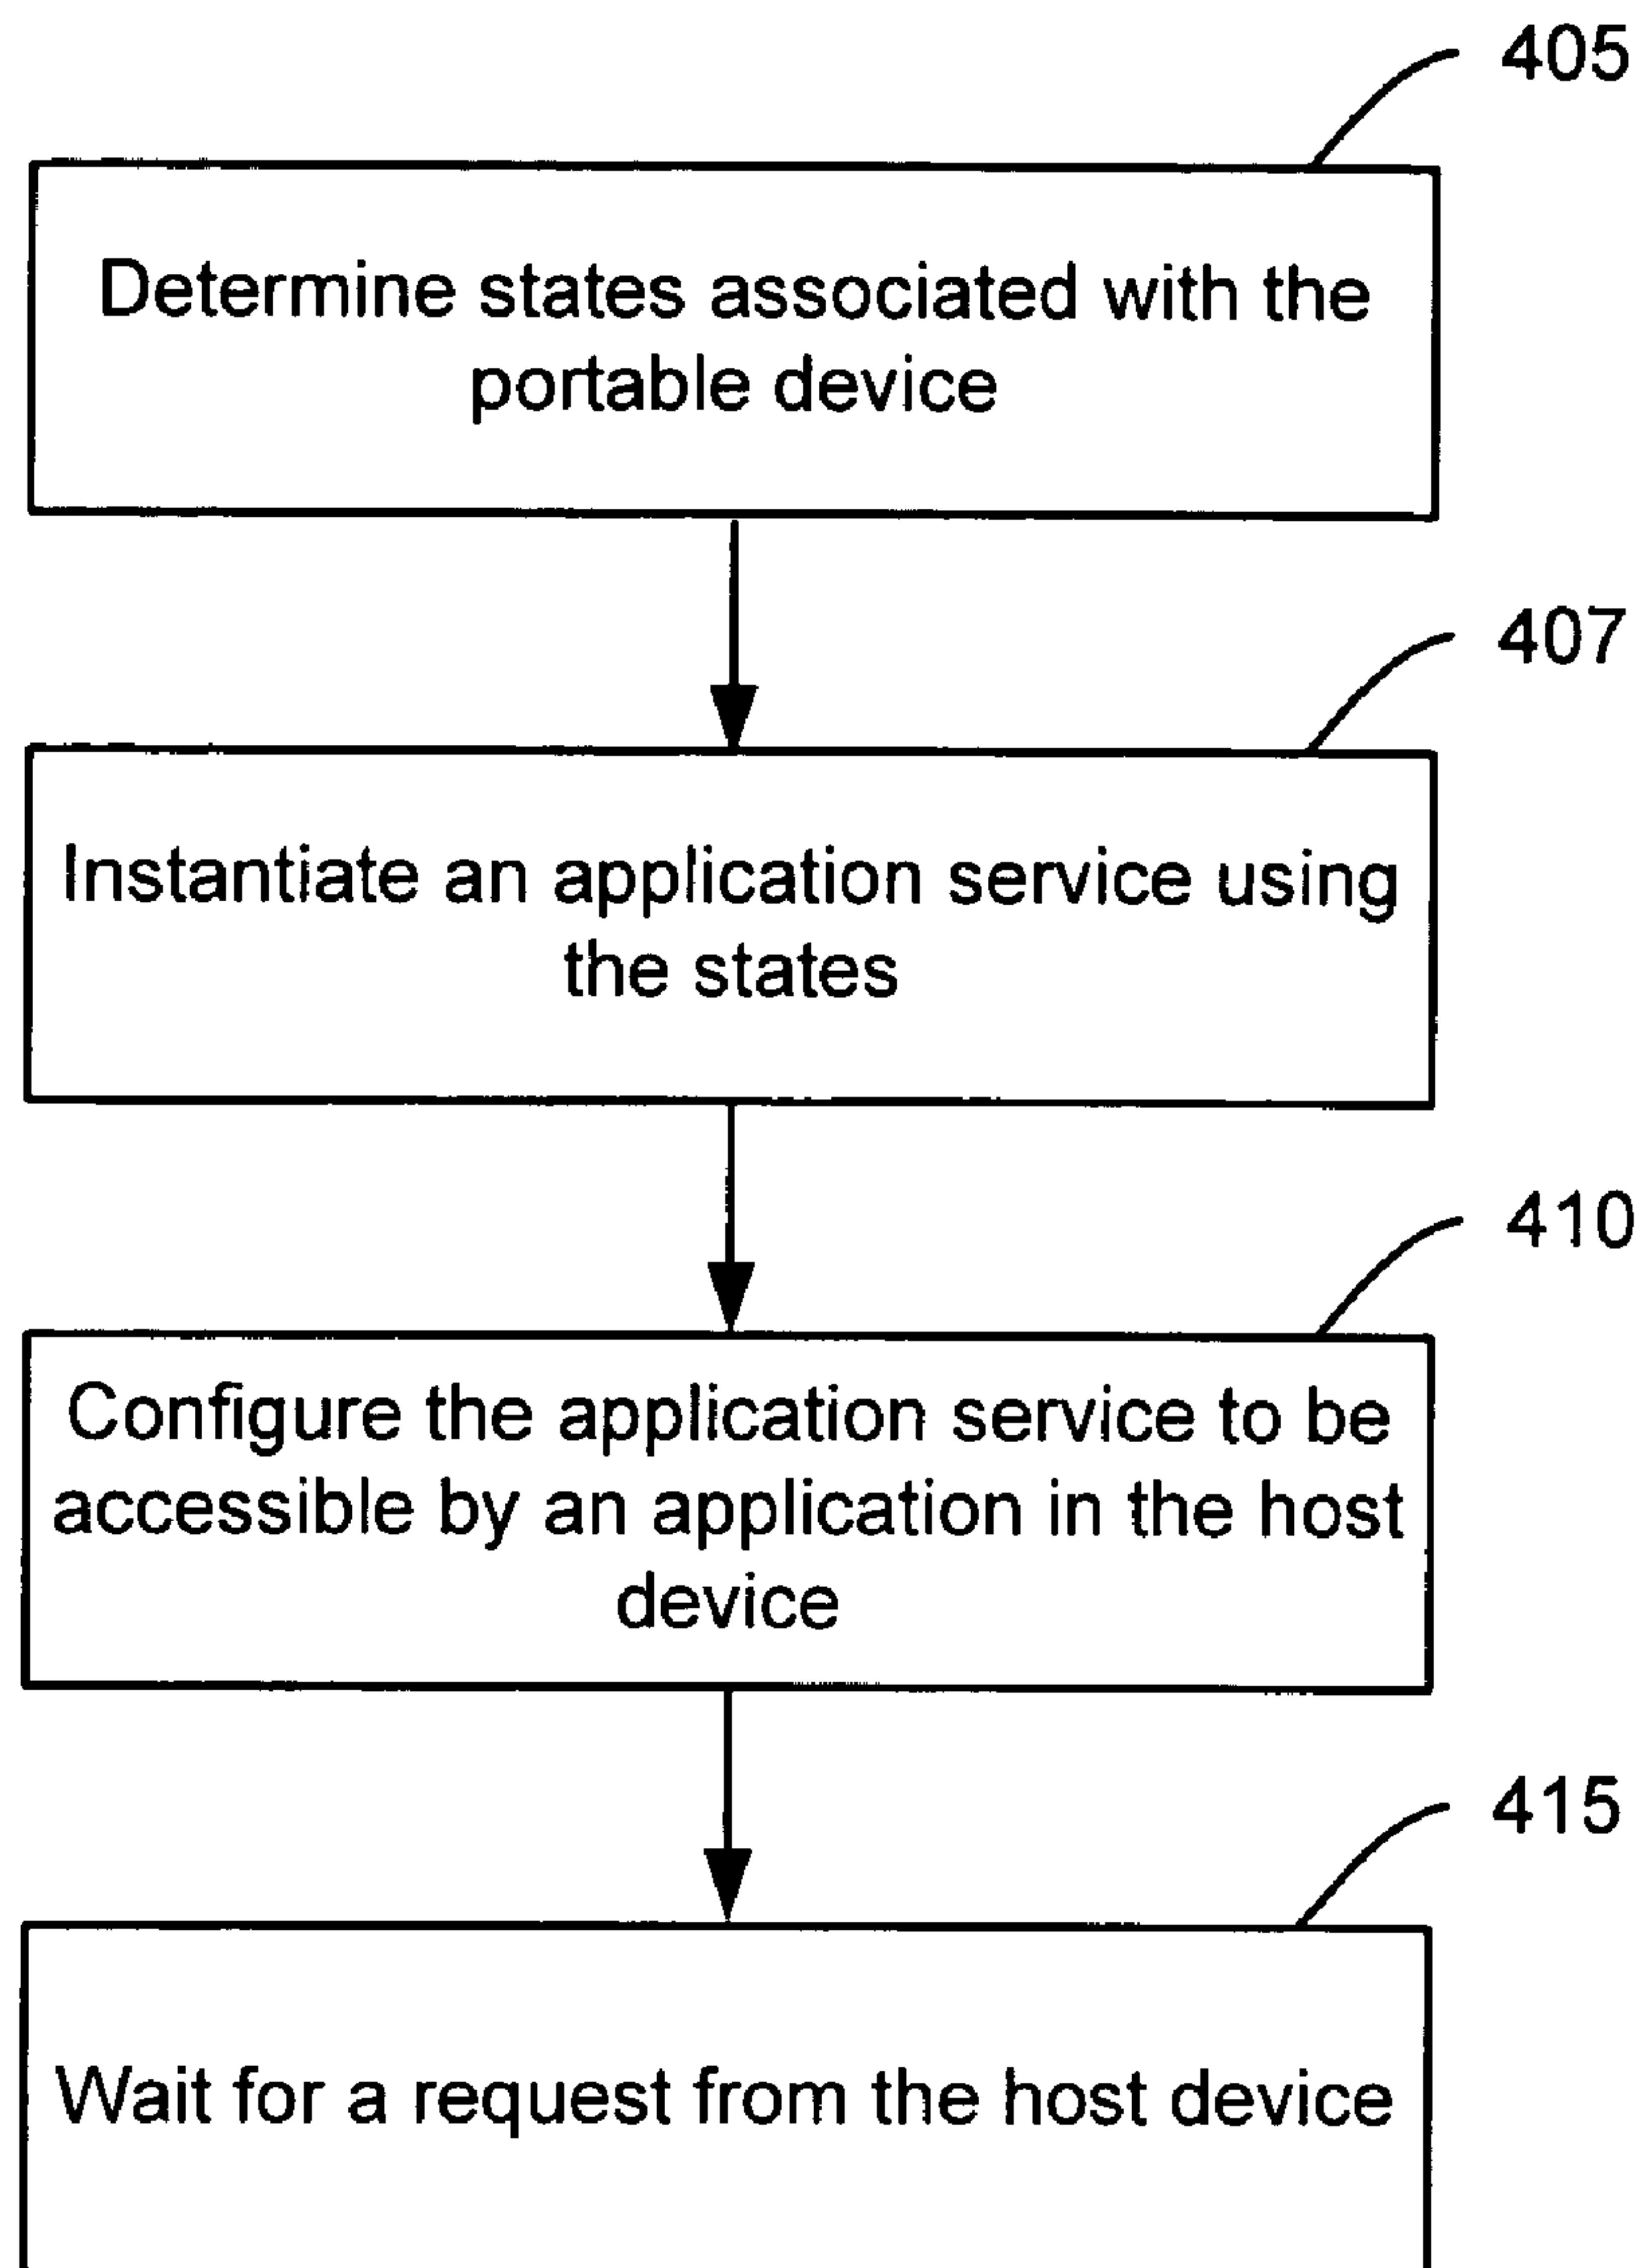 405
Determine states associated with the
portable device
407
Instantiate an application service using
the states
410
Configure the application service to be
accessible by an application in the host
device
415
Wait for a request from the host device